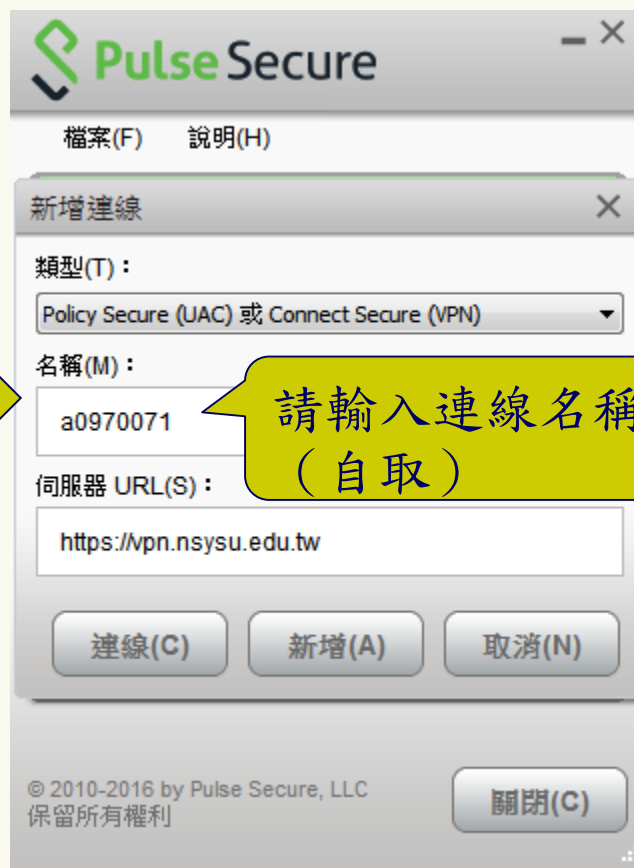 Pulse Secure
檔案(F) 說明(H)
新增連線
類型(T)：
Policy Secure (UAC) 或 Connect Secure (VPN)
名稱(M)：
a0970071
請輸入連線名稱
（自取）
伺服器 URL(S)：
https://vpn.nsysu.edu.tw
連線(C) 新增(A) 取消(N)
© 2010-2016 by Pulse Secure, LLC
保留所有權利
關閉(C)